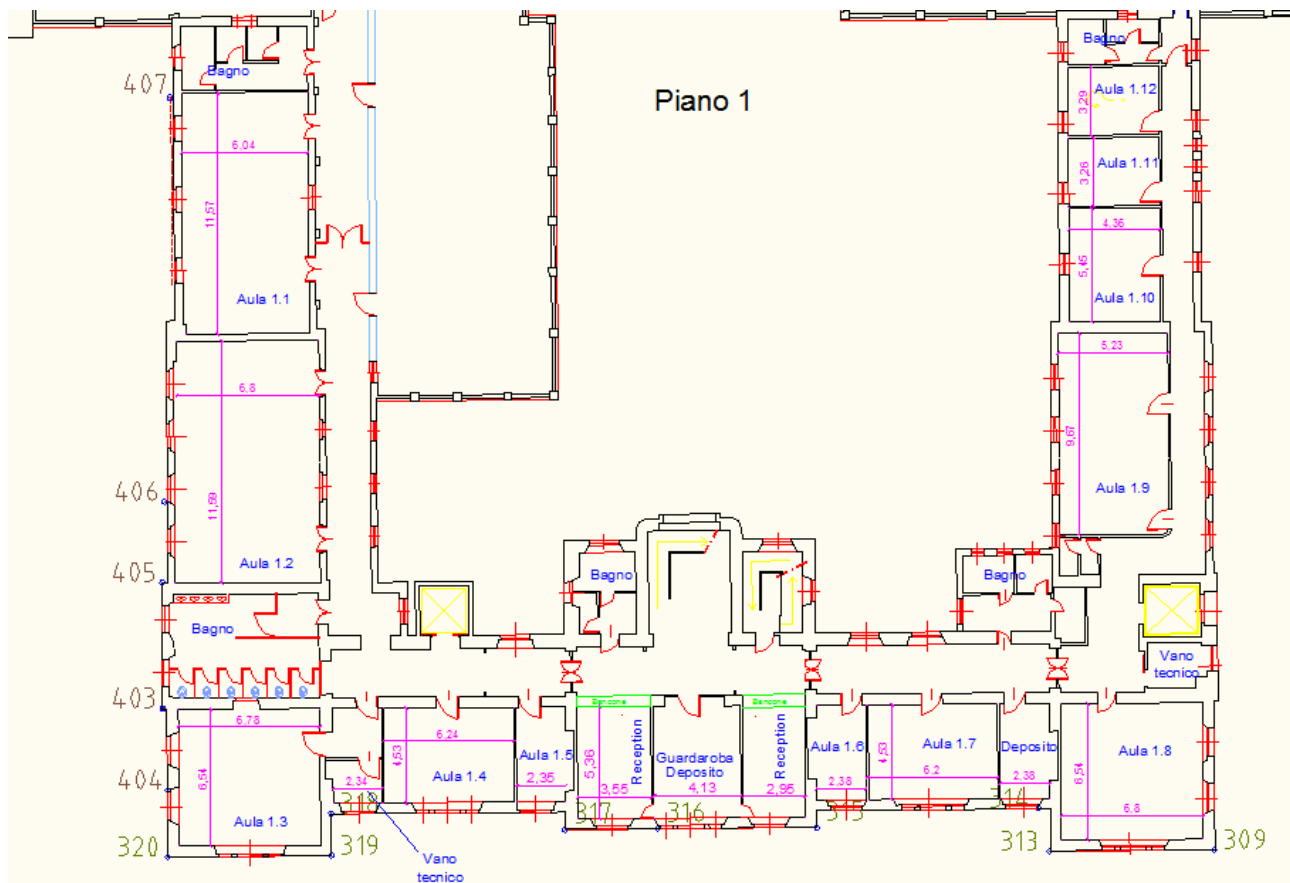 Piano 1
Bagno
407
6,04
11,57
Aula 1.1
6,8
11,59
406
Aula 1.2
405
Bagno
403
6,78
6,54
404
Aula 1.3
320
319
318
2,34
Vano
tecnico
4,53
6,24
Aula 1.4
Aula 1.5
2,35
Bagno
Bancone
Bancone
5,36
Reception
3,55
317
Guardaroba
Deposito
4,13
316
Reception
2,95
315
Aula 1.6
2,38
4,53
Aula 1.7
6,2
Deposito
2,38
314
313
6,54
Aula 1.8
6,8
309
Vano
tecnico
Bagno
Aula 1.9
9,67
5,23
Aula 1.10
5,45
4,36
Aula 1.11
3,26
Aula 1.12
3,29
Bagno